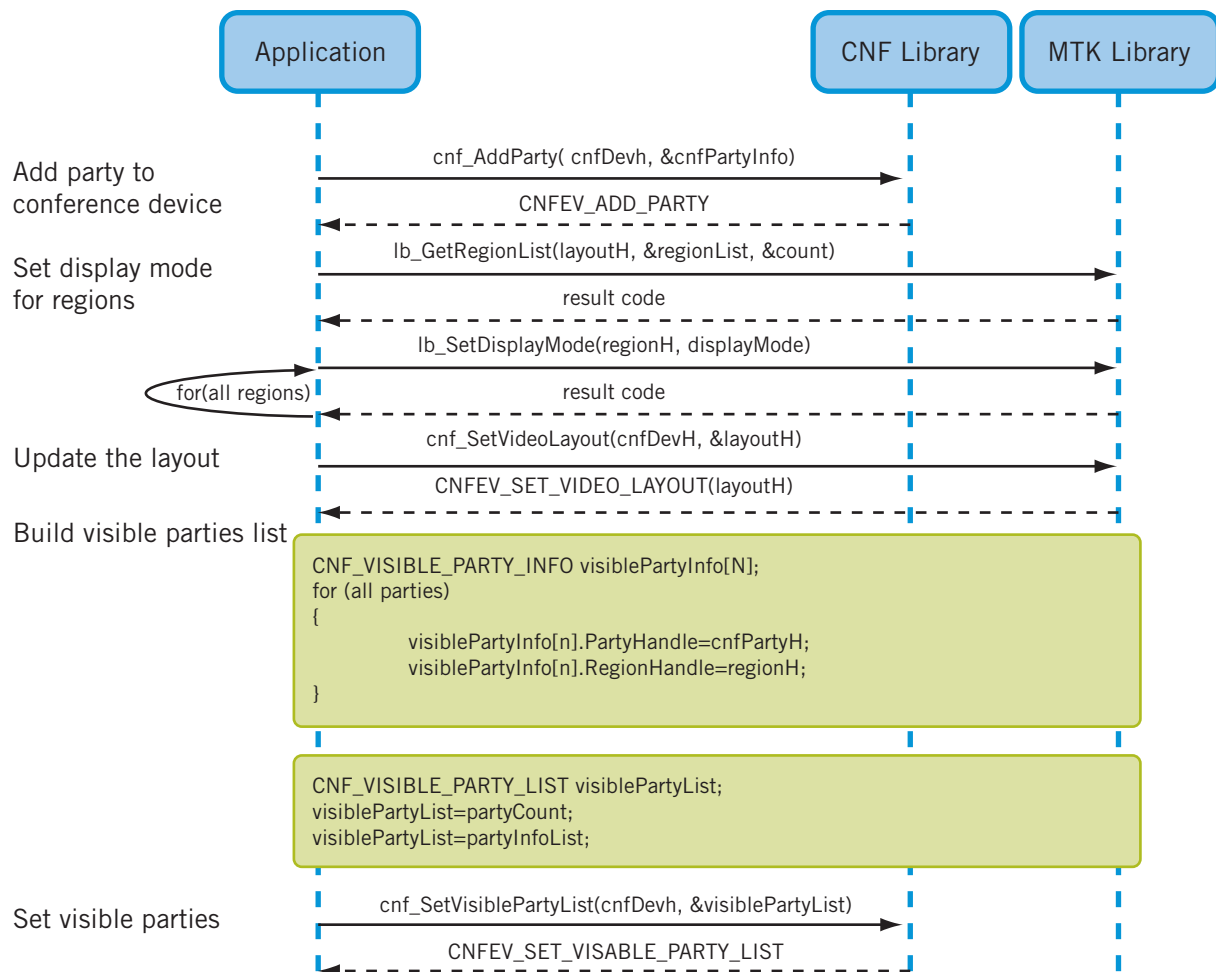 Application
CNF Library
MTK Library
Add party to
conference device
cnf_AddParty( cnfDevh, &cnfPartyInfo)
CNFEV_ADD_PARTY
Set display mode
for regions
lb_GetRegionList(layoutH, &regionList, &count)
result code
lb_SetDisplayMode(regionH, displayMode)
for(all regions)
result code
Update the layout
cnf_SetVideoLayout(cnfDevH, &layoutH)
CNFEV_SET_VIDEO_LAYOUT(layoutH)
Build visible parties list
CNF_VISIBLE_PARTY_INFO visiblePartyInfo[N];
for (all parties)
{
visiblePartyInfo[n].PartyHandle=cnfPartyH;
visiblePartyInfo[n].RegionHandle=regionH;
}
CNF_VISIBLE_PARTY_LIST visiblePartyList;
visiblePartyList=partyCount;
visiblePartyList=partyInfoList;
Set visible parties
cnf_SetVisiblePartyList(cnfDevh, &visiblePartyList)
CNFEV_SET_VISABLE_PARTY_LIST